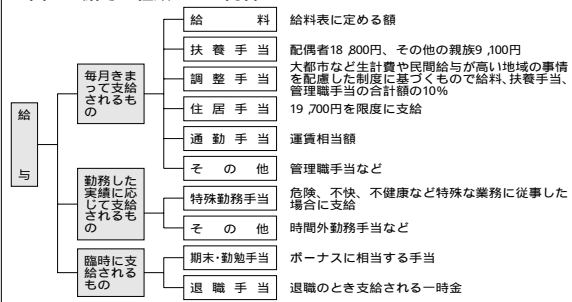 給与
毎月きま
って支給
されるも
の
給料
給料表に定める額
扶養手当
配偶者18,800円、その他の親族9,100円
調整手当
大都市など生計費や民間給与が高い地域の事情
を配慮した制度に基づくもので給料、扶養手当、
管理職手当の合計額の10%
住居手当
19,700円を限度に支給
通勤手当
運賃相当額
その他
管理職手当など
勤務した
実績に応
じて支給
されるも
の
特殊勤務手当
危険、不快、不健康など特殊な業務に従事した
場合に支給
その他
時間外勤務手当など
臨時に支
給される
もの
期末・勤勉手当
ボーナスに相当する手当
退職手当
退職のとき支給される一時金